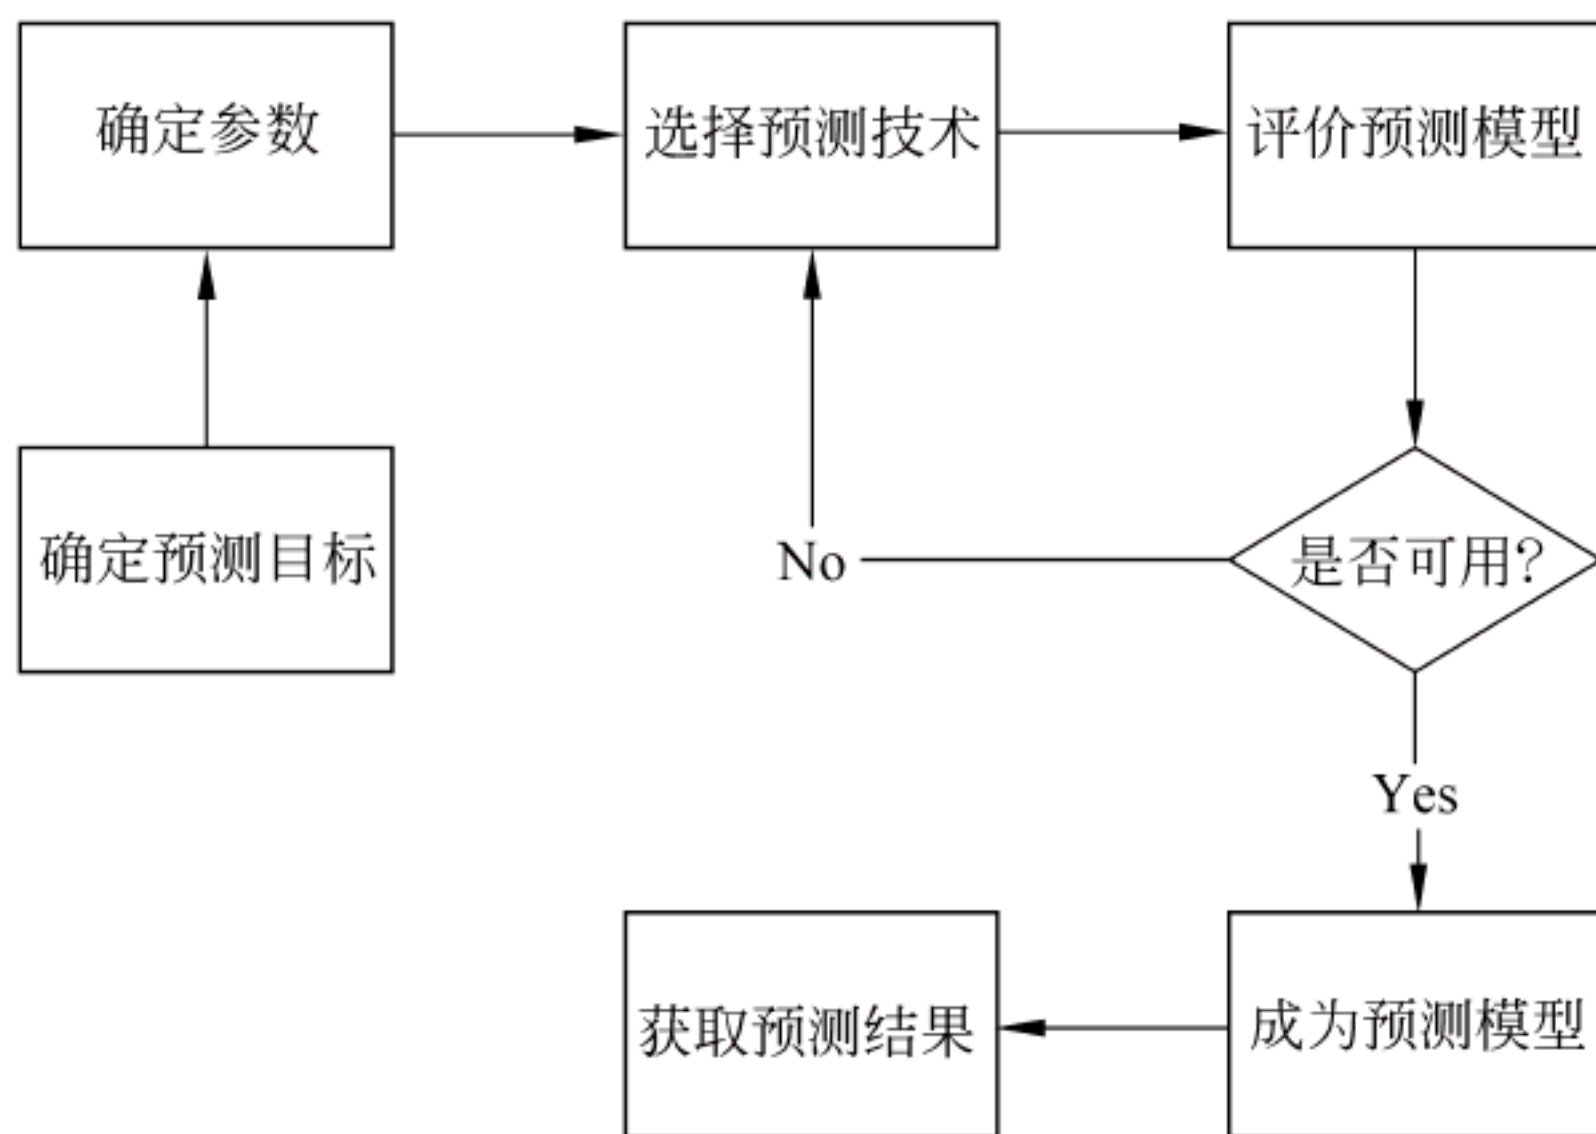 确定参数
选择预测技术
评价预测模型
确定预测目标
No
是否可用?
Yes
获取预测结果
成为预测模型